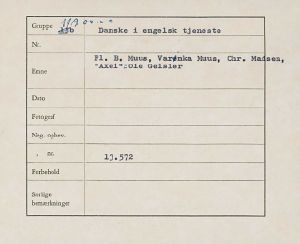 Gruppe 
Danske i engelsk tjeneste
Nr.
Emne Fl. B. Muus, Varinka Muus, Chr. Madsen,
"Axel":Ole Geisler
Dato
Fotograf
Neg. opbev.
" nr. 13.572
Forbehold
Særlige
bemærkninger